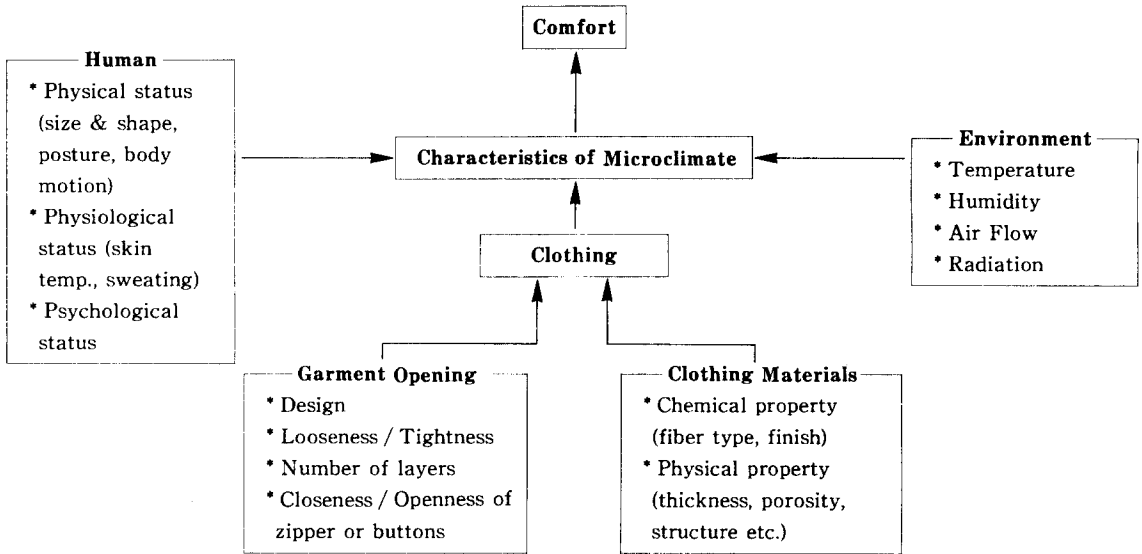 Comfort
Human
* Physical status
(size & shape,
posture, body
motion)
* Physiological
status (skin
temp., sweating)
* Psychological
status
Characteristics of Microclimate
Environment
* Temperature
* Humidity
* Air Flow
* Radiation
Clothing
Garment Opening
* Design
* Looseness / Tightness
* Number of layers
* Closeness / Openness of
zipper or buttons
Clothing Materials
* Chemical property
(fiber type, finish)
* Physical property
(thickness, porosity,
structure etc.)